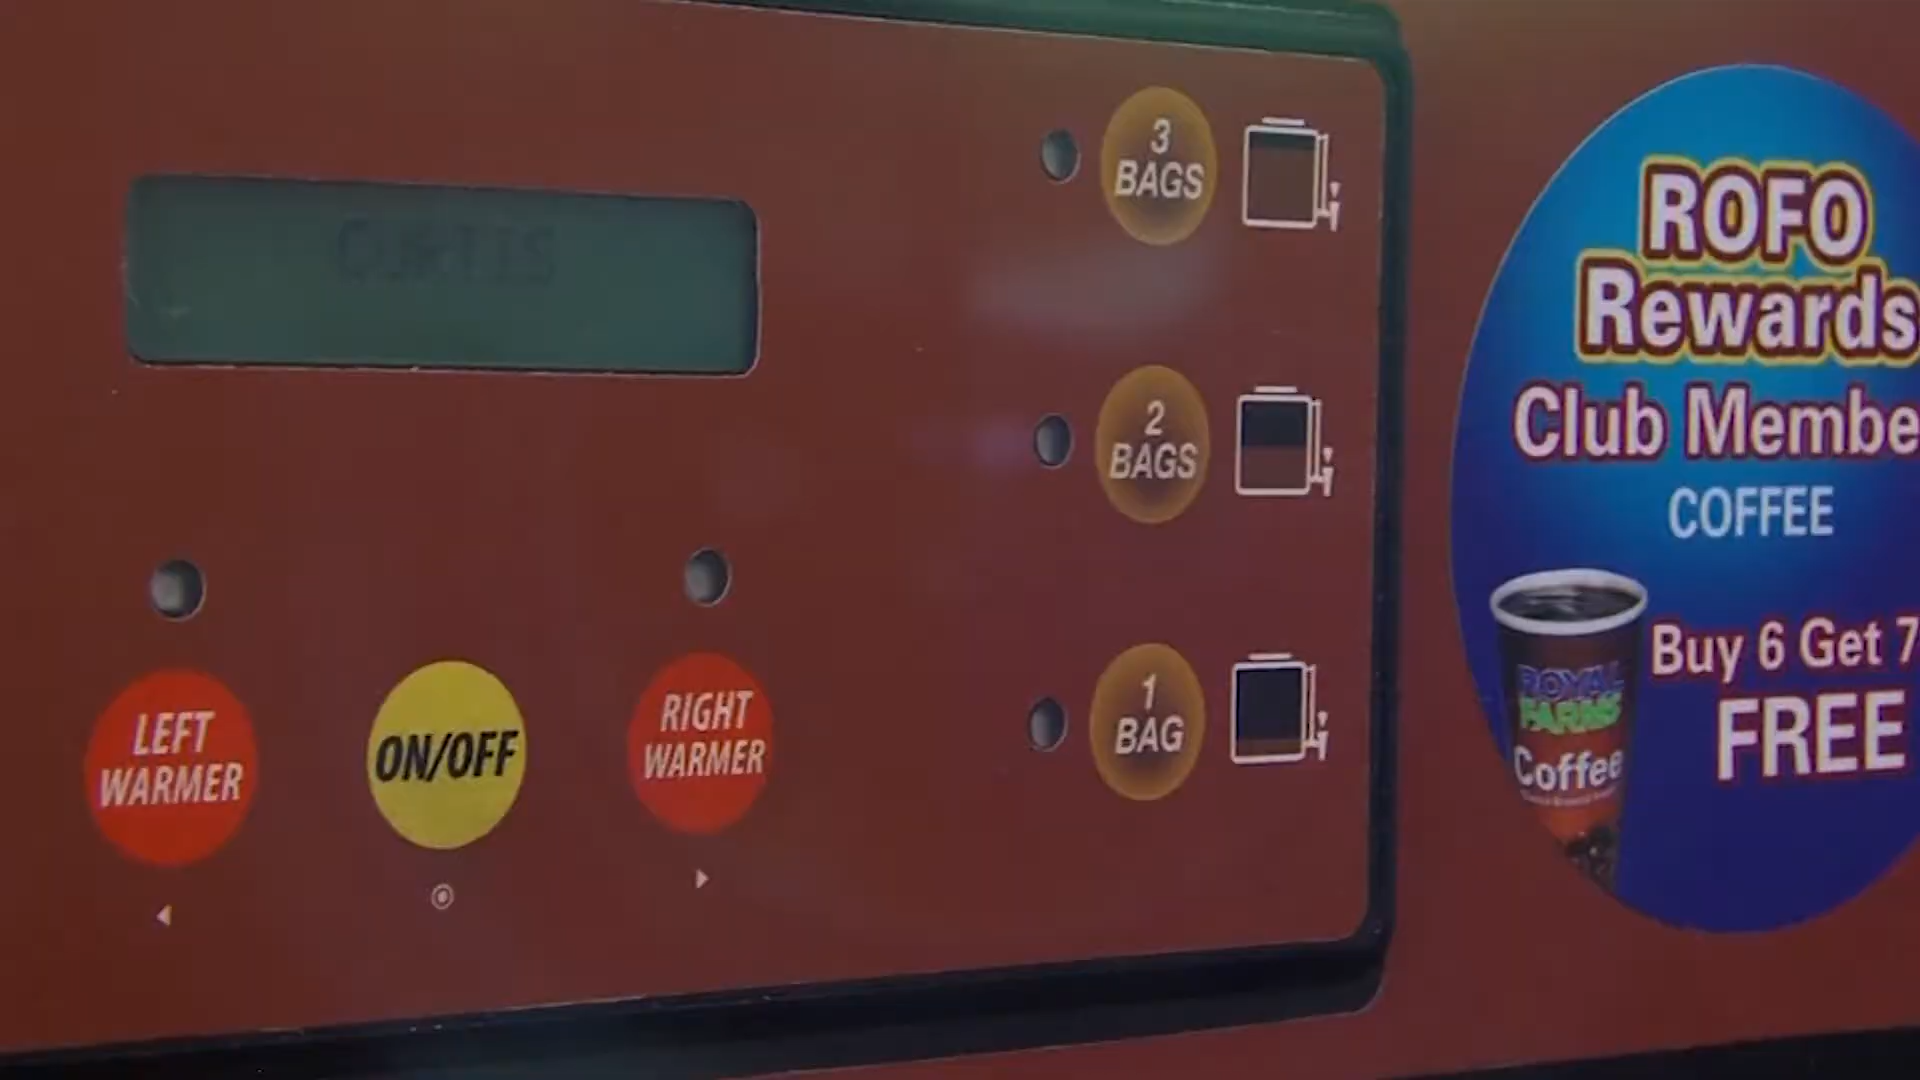 CURTIS
3
BAGS
2
BAGS
1
BAG
LEFT
WARMER
ON/OFF
RIGHT
WARMER
ROFO
Rewards
Club Membe
COFFEE
Buy 6 Get 7
FREE
ROYAL
FARMS
Coffee